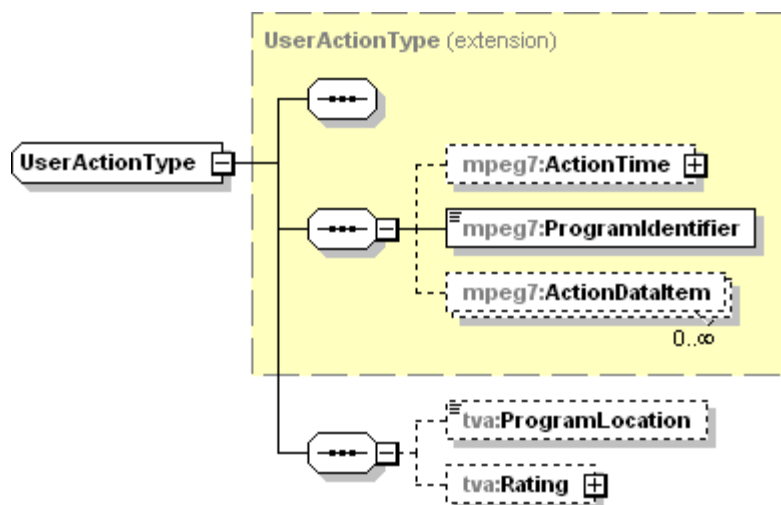 UserActionType (extension)
UserActionType
mpeg7:ActionTime
mpeg7:ProgramIdentifier
mpeg7:ActionDataItem
0..∞
tva:ProgramLocation
tva:Rating